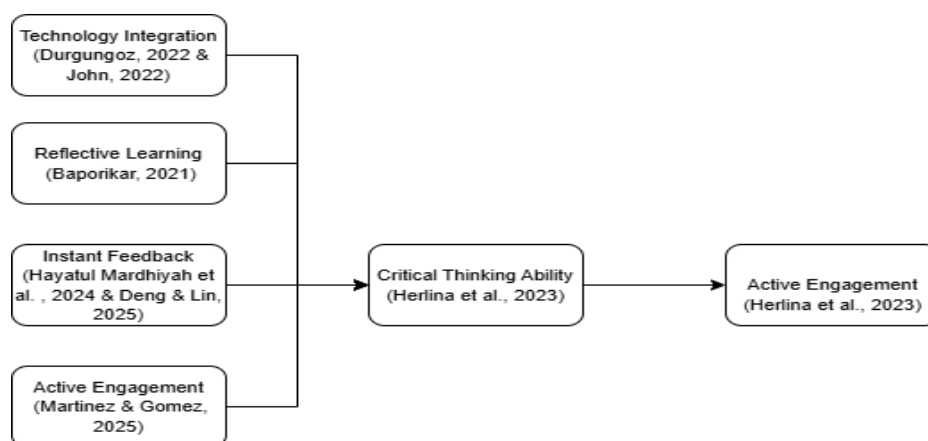 Technology Integration
(Durgungoz, 2022 &
John, 2022)
Reflective Learning
(Baporikar, 2021)
Instant Feedback
(Hayatul Mardhiyah et
al. , 2024 & Deng & Lin,
2025)
Critical Thinking Ability
(Herlina et al., 2023)
Active Engagement
(Herlina et al., 2023)
Active Engagement
(Martinez & Gomez,
2025)